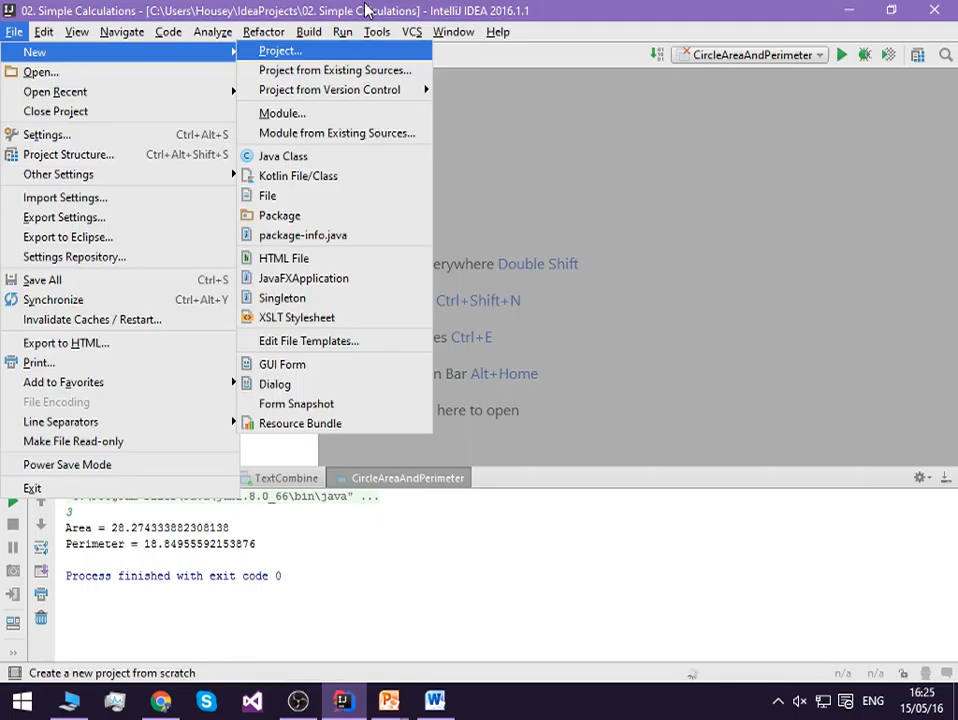 02. Simple Calculations - [C:\Users\Housey\IdeaProjects\02. Simple Calculations] - IntelliJ IDEA 2016.1.1
File Edit View Navigate Code Analyze Refactor Build Run Tools VCS Window Help
CircleAreaAndPerimeter
New
Open...
Open Recent
Close Project
Settings... Ctrl+Alt+S
Project Structure... Ctrl+Alt+Shift+S
Other Settings
Import Settings...
Export Settings...
Export to Eclipse...
Settings Repository...
Save All Ctrl+S
Synchronize Ctrl+Alt+Y
Invalidate Caches / Restart...
Export to HTML...
Print...
Add to Favorites
File Encoding
Line Separators
Make File Read-only
Power Save Mode
Exit
Project...
Project from Existing Sources...
Project from Version Control
Module...
Module from Existing Sources...
Java Class
Kotlin File/Class
File
Package
package-info.java
HTML File
JavaFXApplication
Singleton
XSLT Stylesheet
Edit File Templates...
GUI Form
Dialog
Form Snapshot
Resource Bundle
erywhere Double Shift
Ctrl+Shift+N
es Ctrl+E
n Bar Alt+Home
here to open
TextCombine CircleAreaAndPerimeter
3
Area = 28.274333882308138
Perimeter = 18.84955592153876
Process finished with exit code 0
Create a new project from scratch
n/a n/a
ENG
16:25
15/05/16